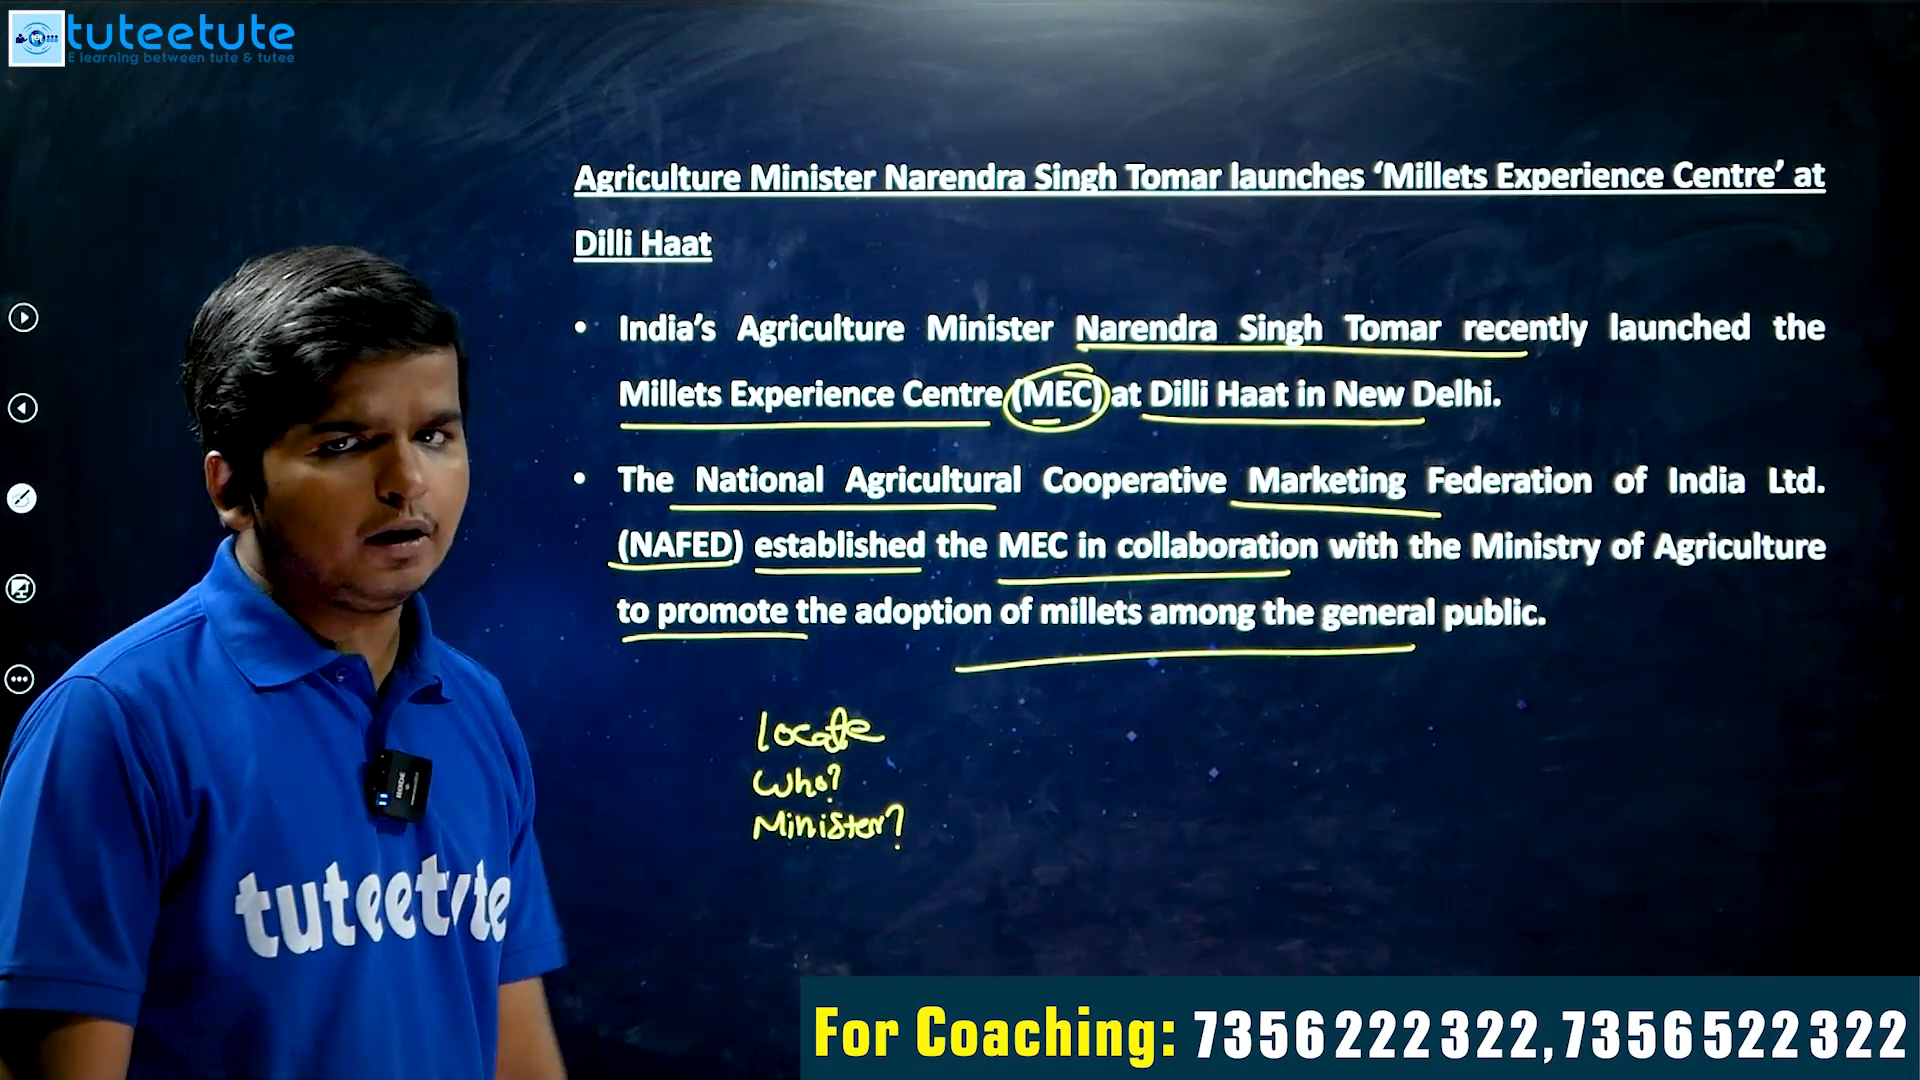 tuteetute
E learning between tute & tutee
Agriculture Minister Narendra Singh Tomar launches ‘Millets Experience Centre’ at
Dilli Haat
• India’s Agriculture Minister Narendra Singh Tomar recently launched the
Millets Experience Centre (MEC) at Dilli Haat in New Delhi.
• The National Agricultural Cooperative Marketing Federation of India Ltd.
(NAFED) established the MEC in collaboration with the Ministry of Agriculture
to promote the adoption of millets among the general public.
locate
Who?
Minister?
RODE
tuteetute
For Coaching: 7356222322, 7356522322